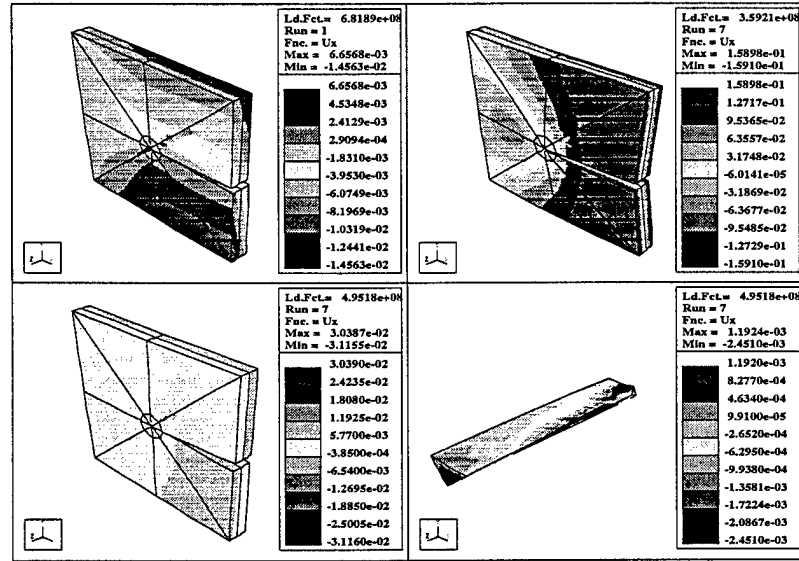 Ld.Fct.= 6.8189e+08
Run = 1
Fnc. = Ux
Max = 6.6568e-03
Min = -1.4563e-02
6.6568e-03
4.5348e-03
2.4129e-03
2.9094e-04
-1.8310e-03
-3.9530e-03
-6.0749e-03
-8.1969e-03
-1.0319e-02
-1.2441e-02
-1.4563e-02
Ld.Fct.= 3.5921e+08
Run = 7
Fnc. = Ux
Max = 1.5898e-01
Min = -1.5910e-01
1.5898e-01
1.2717e-01
9.5365e-02
6.3557e-02
3.1748e-02
-6.0141e-05
-3.1869e-02
-6.3677e-02
-9.5485e-02
-1.2729e-01
-1.5910e-01
Ld.Fct.= 4.9518e+08
Run = 7
Fnc. = Ux
Max = 3.0387e-02
Min = -3.1155e-02
3.0390e-02
2.4235e-02
1.8080e-02
1.1925e-02
5.7700e-03
-3.8500e-04
-6.5400e-03
-1.2695e-02
-1.8850e-02
-2.5005e-02
-3.1160e-02
Ld.Fct.= 4.9518e+08
Run = 7
Fnc. = Ux
Max = 1.1924e-03
Min = -2.4510e-03
1.1920e-03
8.2770e-04
4.6340e-04
9.9100e-05
-2.6520e-04
-6.2950e-04
-9.9380e-04
-1.3581e-03
-1.7224e-03
-2.0867e-03
-2.4510e-03